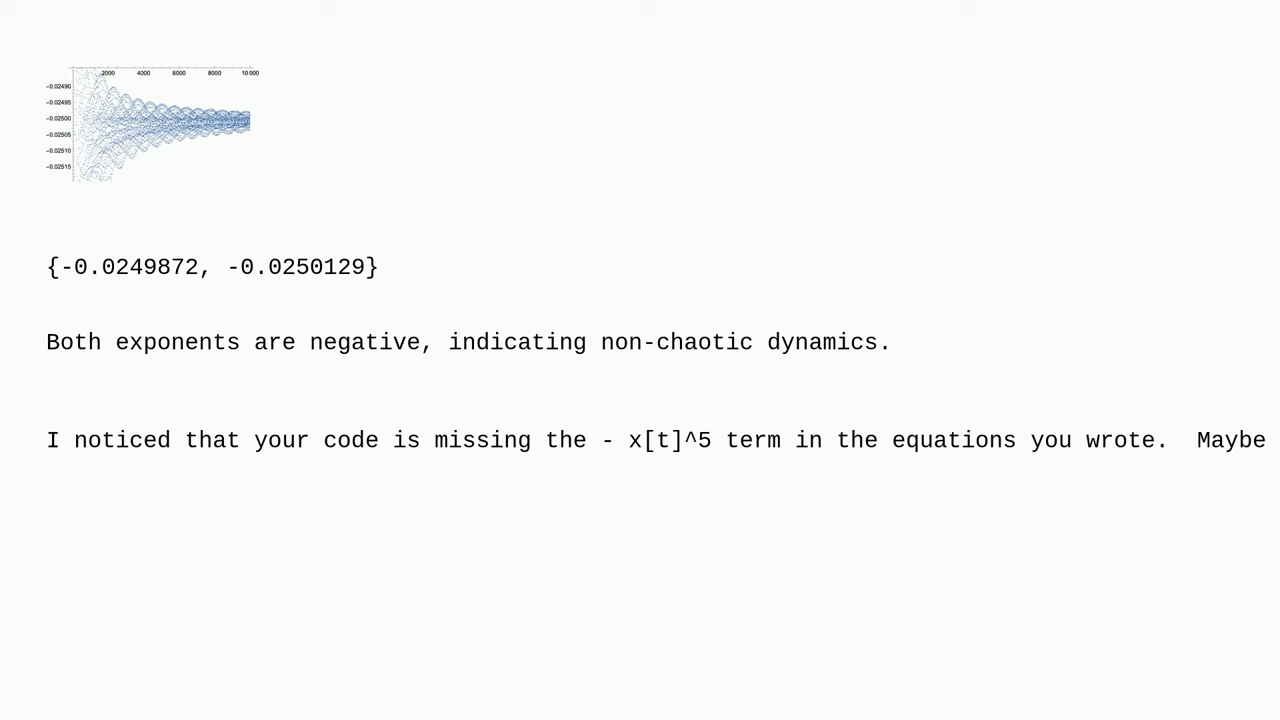 2000 4000 6000 8000 10 000
-0.02490
-0.02495
-0.02500
-0.02505
-0.02510
-0.02515
{-0.0249872, -0.0250129}
Both exponents are negative, indicating non-chaotic dynamics.
I noticed that your code is missing the - x[t]^5 term in the equations you wrote.  Maybe